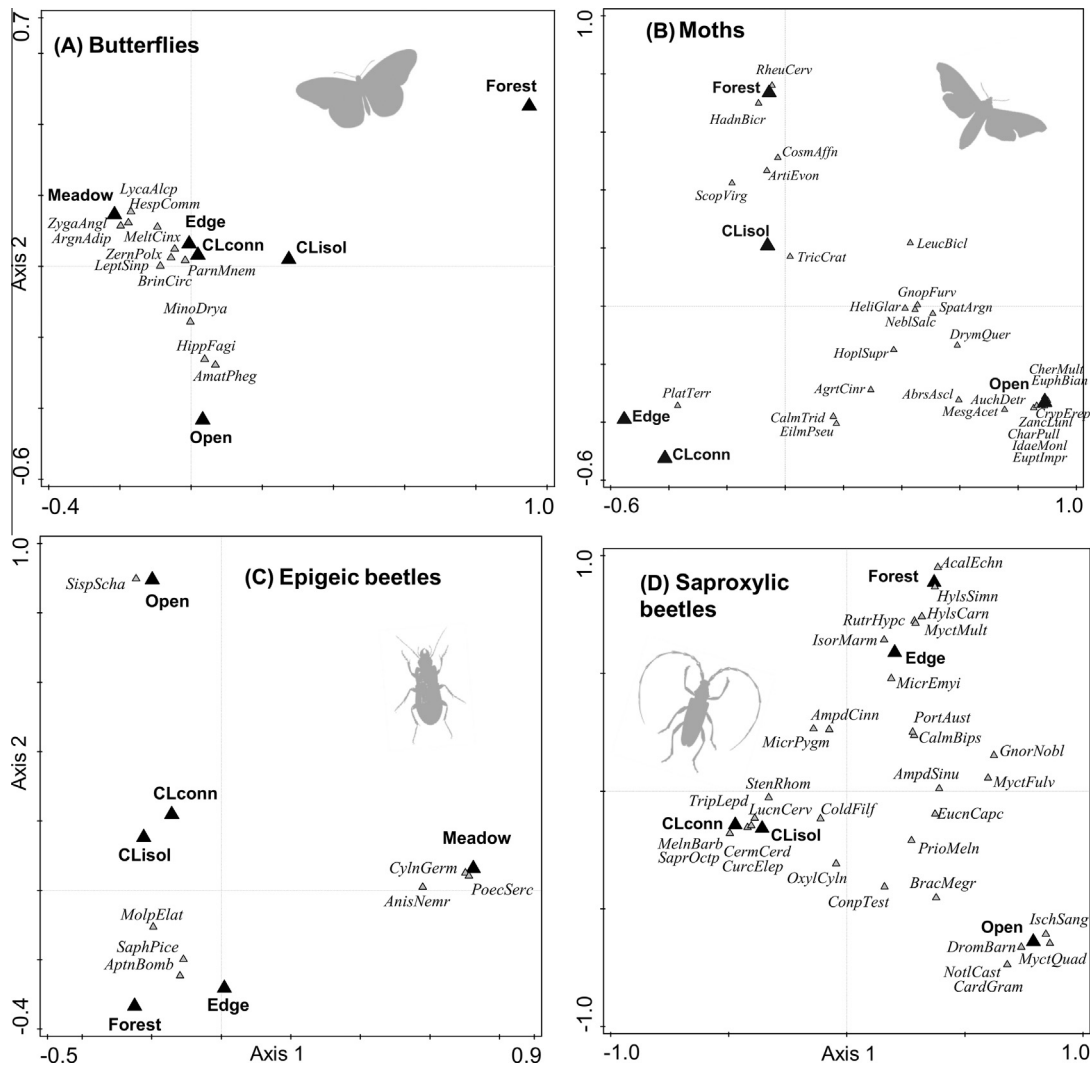 0.7
(A) Butterflies
Forest
LycaAlcp
Meadow
HespComm
Edge
ZygaAngl
ArgnAdip
MeltCinx
CLconn
CLisol
ZernPolx
LeptSinp
ParnMnem
BrinCirc
MinoDrya
HippFagi
AmatPheg
Open
Axis 2
-0.6
-0.4
1.0
1.0
(B) Moths
RheuCerv
Forest
HadnBicr
CosmAffn
ArtiEvon
ScopVirg
CLisol
LeucBicl
TricCrat
GnopFurv
HeliGlar
SpatArgn
NeblSalc
DrymQuer
HoplSupr
CherMult
Open
EuphBian
AgrtCinr
AbrsAscl
AuchDetr
PlatTerr
MesgAcet
CrypErep
Edge
CalmTrid
ZancLunl
EilmPseu
CharPull
IdaeMonl
EuptImpr
CLconn
-0.6
-0.6
1.0
1.0
(C) Epigeic beetles
SispScha
Open
Axis 2
CLconn
CLisol
Meadow
CylnGerm
PoecSerc
AnisNemr
MolpElat
SaphPice
AptnBomb
Forest
Edge
-0.4
-0.5
Axis 1
0.9
1.0
(D) Saproxylic
beetles
AcalEchn
Forest
HylsSimn
HylsCarn
RutrHypc
MyctMult
IsorMarm
Edge
MicrEmyi
AmpdCinn
PortAust
MicrPygm
CalmBips
GnorNobl
AmpdSinu
MyctFulv
StenRhom
TripLepd
LucnCerv
ColdFilf
EucnCapc
CLconn
CLisol
MelnBarb
CermCerd
PrioMeln
SaprOctp
CurcElep
OxylCyln
BracMegr
ConpTest
IschSang
Open
DromBarn
MyctQuad
NotlCast
CardGram
-1.0
-1.0
Axis 1
1.0